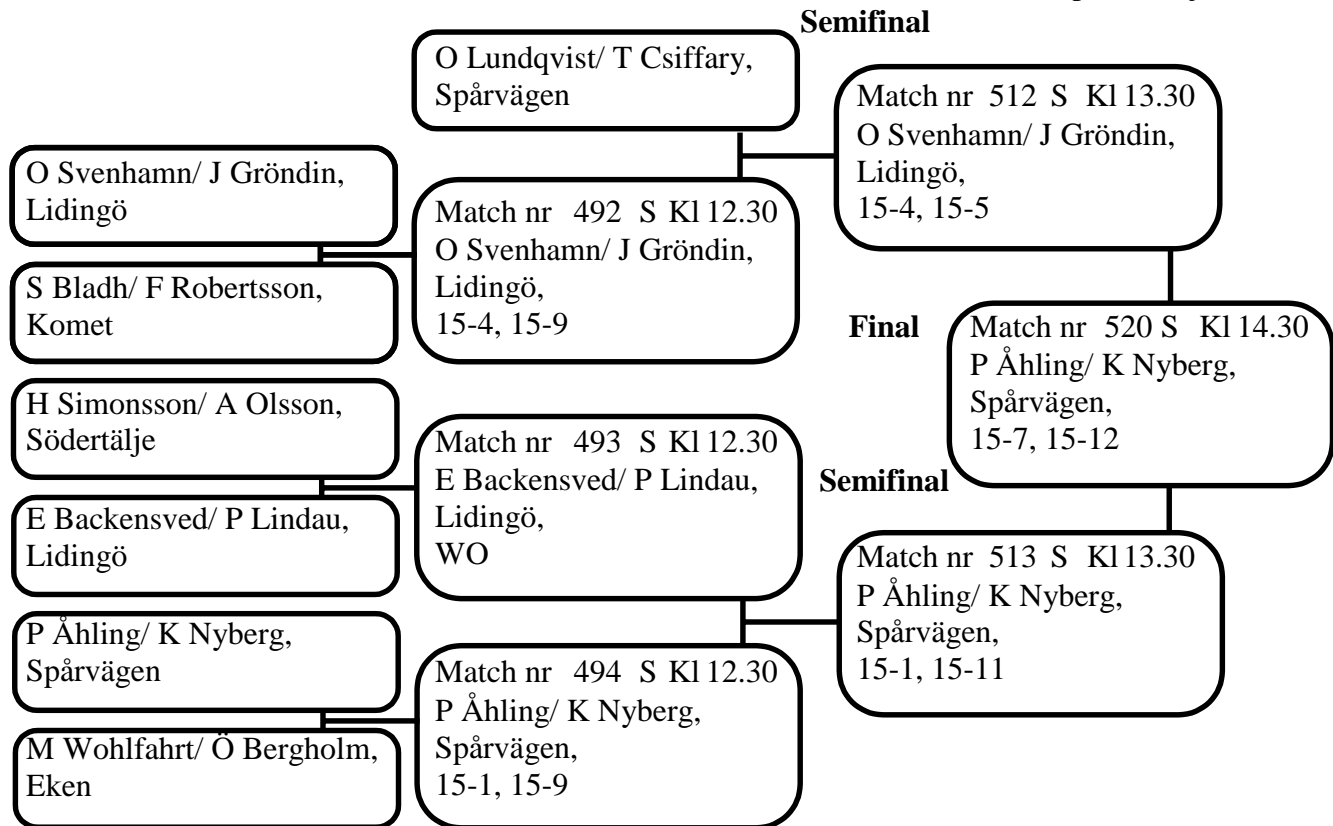 Semifinal
O Lundqvist/ T Csiffary,
Spårvägen
Match nr 512 S Kl 13.30
O Svenhamn/ J Gröndin,
Lidingö,
15-4, 15-5
O Svenhamn/ J Gröndin,
Lidingö
Match nr 492 S Kl 12.30
O Svenhamn/ J Gröndin,
Lidingö,
15-4, 15-9
S Bladh/ F Robertsson,
Komet
Final
Match nr 520 S Kl 14.30
P Åhling/ K Nyberg,
Spårvägen,
15-7, 15-12
H Simonsson/ A Olsson,
Södertälje
Match nr 493 S Kl 12.30
E Backensved/ P Lindau,
Lidingö,
WO
Semifinal
E Backensved/ P Lindau,
Lidingö
Match nr 513 S Kl 13.30
P Åhling/ K Nyberg,
Spårvägen,
15-1, 15-11
P Åhling/ K Nyberg,
Spårvägen
Match nr 494 S Kl 12.30
P Åhling/ K Nyberg,
Spårvägen,
15-1, 15-9
M Wohlfahrt/ Ö Bergholm,
Eken